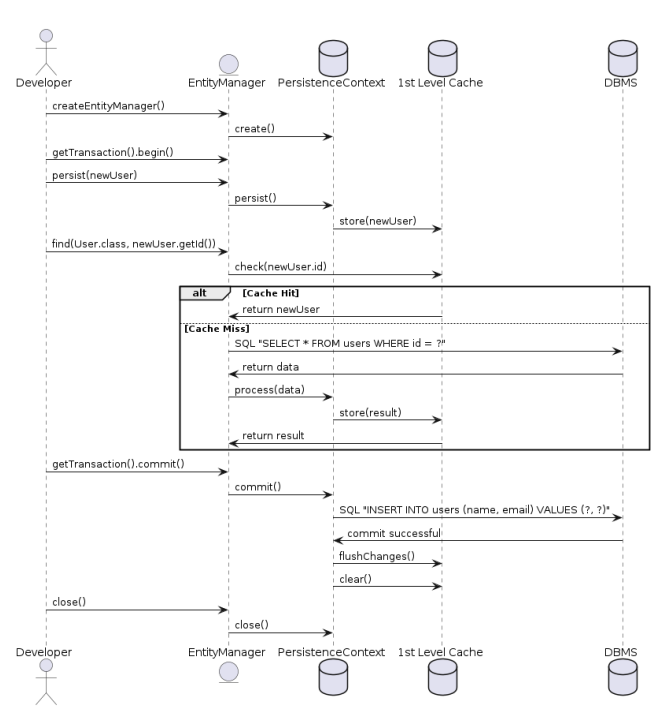 Developer EntityManager PersistenceContext 1st Level Cache DBMS
createEntityManager()
create()
getTransaction().begin()
persist(newUser)
persist()
store(newUser)
find(User.class, newUser.getId())
check(newUser.id)
alt [Cache Hit]
return newUser
[Cache Miss]
SQL "SELECT * FROM users WHERE id = ?"
return data
process(data)
store(result)
return result
getTransaction().commit()
commit()
SQL "INSERT INTO users (name, email) VALUES (?, ?)"
commit successful
flushChanges()
clear()
close()
close()
Developer EntityManager PersistenceContext 1st Level Cache DBMS